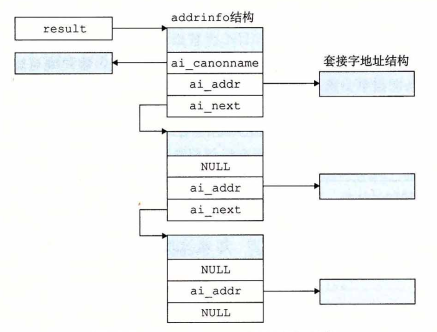 addrinfo结构
result
ai_canonname
套接字地址结构
ai_addr
ai_next
NULL
ai_addr
ai_next
NULL
ai_addr
NULL